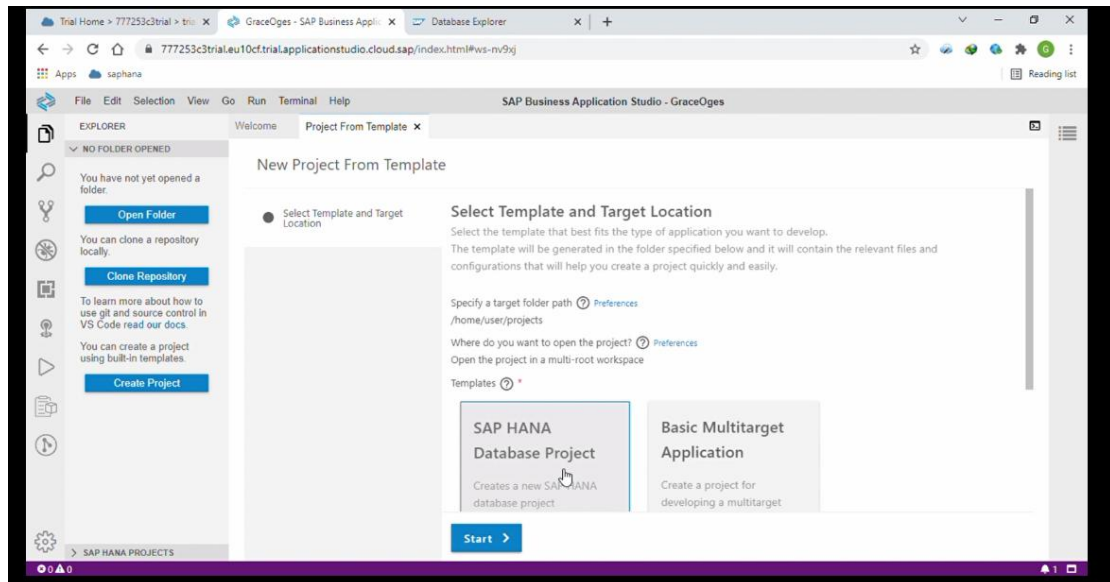 Trial Home > 777253c3trial > tria
GraceOges - SAP Business Applic
Database Explorer
777253c3trial.eu10cf.trial.applicationstudio.cloud.sap/index.html#ws-nv9xj
G
Apps
saphana
Reading list
File Edit Selection View Go Run Terminal Help
SAP Business Application Studio - GraceOges
EXPLORER
Welcome
Project From Template
NO FOLDER OPENED
You have not yet opened a
folder.
Open Folder
You can clone a repository
locally.
Clone Repository
To learn more about how to
use git and source control in
VS Code read our docs.
You can create a project
using built-in templates.
Create Project
SAP HANA PROJECTS
New Project From Template
Select Template and Target
Location
Select Template and Target Location
Select the template that best fits the type of application you want to develop.
The template will be generated in the folder specified below and it will contain the relevant files and
configurations that will help you create a project quickly and easily.
Specify a target folder path ? Preferences
/home/user/projects
Where do you want to open the project? ? Preferences
Open the project in a multi-root workspace
Templates ? *
SAP HANA
Database Project
Creates a new SAP HANA
database project
Basic Multitarget
Application
Create a project for
developing a multitarget
Start >
0 0
1